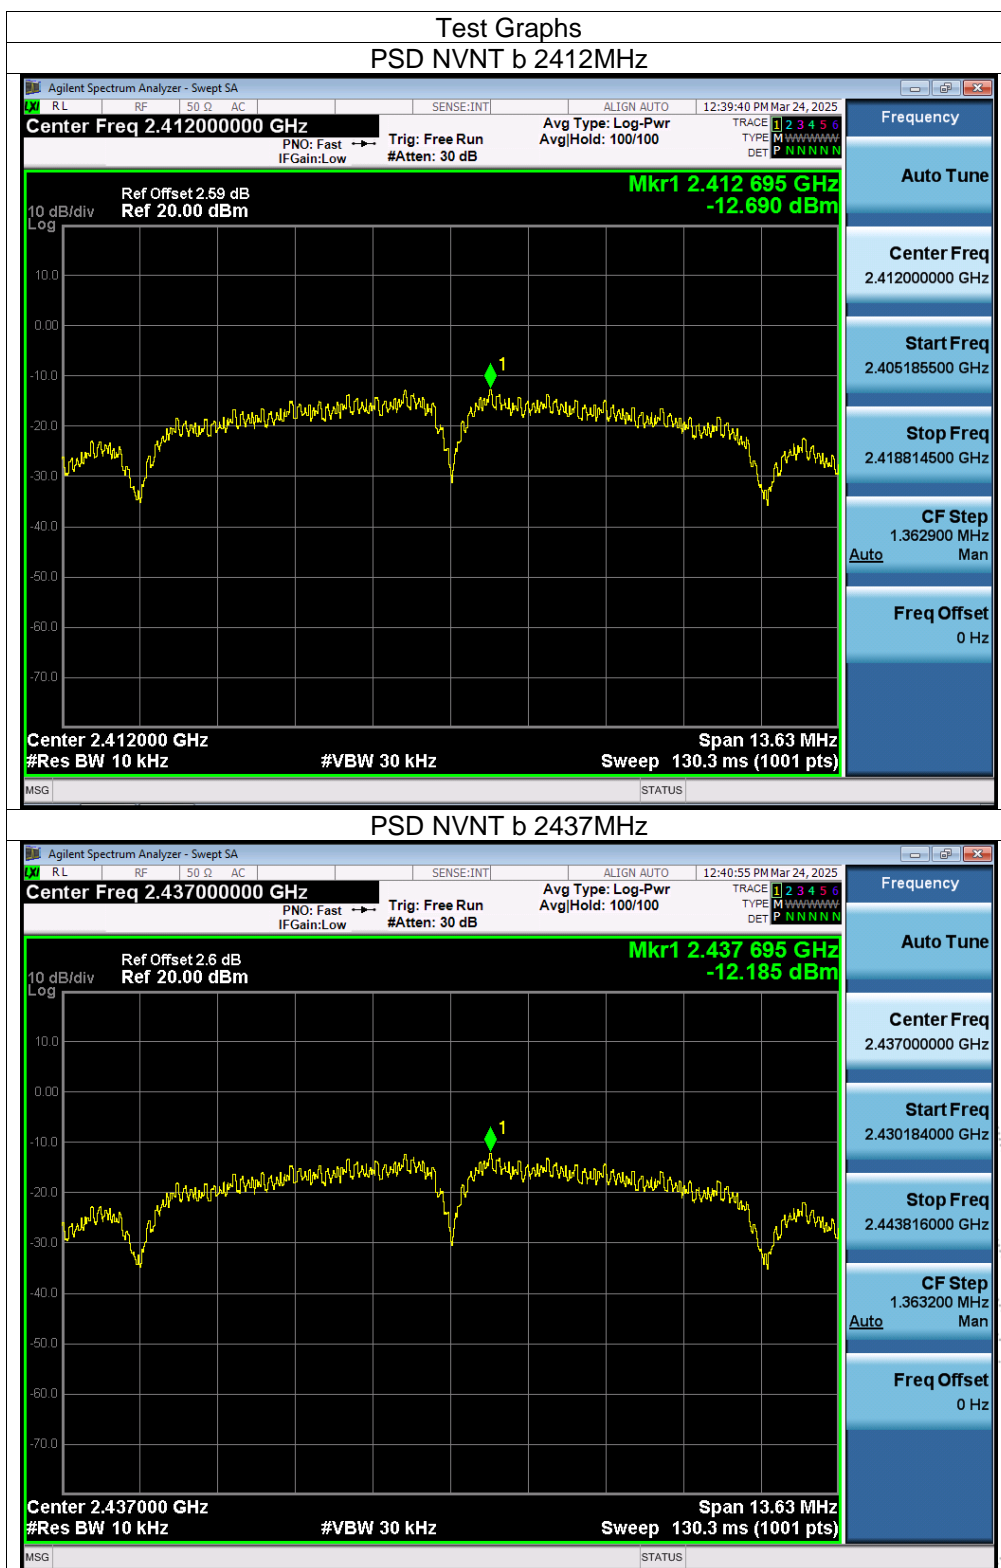 Test Graphs
PSD NVNT b 2412MHz
Agilent Spectrum Analyzer - Swept SA
LXI RL RF 50 Ω AC SENSE:INT ALIGN AUTO 12:39:40 PM Mar 24, 2025
Center Freq 2.412000000 GHz
PNO: Fast
IFGain:Low
Trig: Free Run
#Atten: 30 dB
Avg Type: Log-Pwr
Avg|Hold: 100/100
TRACE 1 2 3 4 5 6
TYPE M WWWWW
DET P N N N N N
Frequency
Auto Tune
Center Freq
2.412000000 GHz
Start Freq
2.405185500 GHz
Stop Freq
2.418814500 GHz
CF Step
1.362900 MHz
Auto Man
Freq Offset
0 Hz
Mkr1 2.412 695 GHz
-12.690 dBm
Ref Offset 2.59 dB
10 dB/div Ref 20.00 dBm
Log
10.0
0.00
1
-10.0
-20.0
-30.0
-40.0
-50.0
-60.0
-70.0
Center 2.412000 GHz Span 13.63 MHz
#Res BW 10 kHz #VBW 30 kHz Sweep 130.3 ms (1001 pts)
MSG STATUS
PSD NVNT b 2437MHz
Agilent Spectrum Analyzer - Swept SA
LXI RL RF 50 Ω AC SENSE:INT ALIGN AUTO 12:40:55 PM Mar 24, 2025
Center Freq 2.437000000 GHz
PNO: Fast
IFGain:Low
Trig: Free Run
#Atten: 30 dB
Avg Type: Log-Pwr
Avg|Hold: 100/100
TRACE 1 2 3 4 5 6
TYPE M WWWWW
DET P N N N N N
Frequency
Auto Tune
Center Freq
2.437000000 GHz
Start Freq
2.430184000 GHz
Stop Freq
2.443816000 GHz
CF Step
1.363200 MHz
Auto Man
Freq Offset
0 Hz
Mkr1 2.437 695 GHz
-12.185 dBm
Ref Offset 2.6 dB
10 dB/div Ref 20.00 dBm
Log
10.0
0.00
1
-10.0
-20.0
-30.0
-40.0
-50.0
-60.0
-70.0
Center 2.437000 GHz Span 13.63 MHz
#Res BW 10 kHz #VBW 30 kHz Sweep 130.3 ms (1001 pts)
MSG STATUS